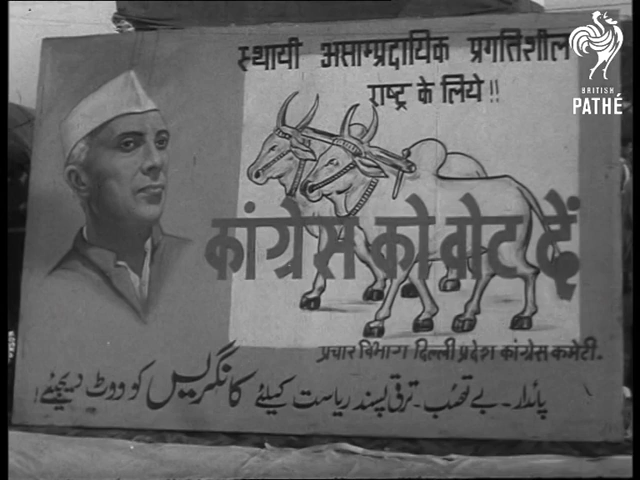 स्थायी असाम्प्रदायिक प्रगतिशील
राष्ट्र के लिये !!
BRITISH
PATHÉ
कांग्रेस को वोट दें
प्रचार विभाग दिल्ली प्रदेश कांग्रेस कमेटी.
پائدار - بے تعصب - ترقی پسند ریاست کیلئے کانگریس کو ووٹ دیجئے!